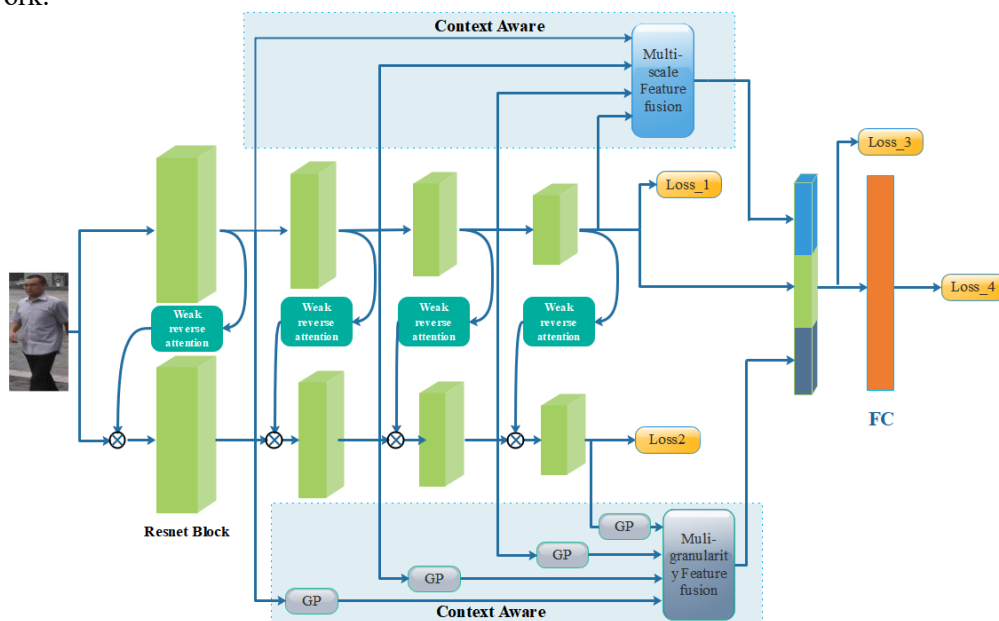 ork.
Context Aware
Multi-
scale
Feature
fusion
Loss_3
Loss_1
Loss_4
Weak
reverse
attention
Weak
reverse
attention
Weak
reverse
attention
Weak
reverse
attention
FC
Loss2
Resnet Block
GP
GP
GP
GP
Muli-
granularit
y Feature
fusion
Context Aware